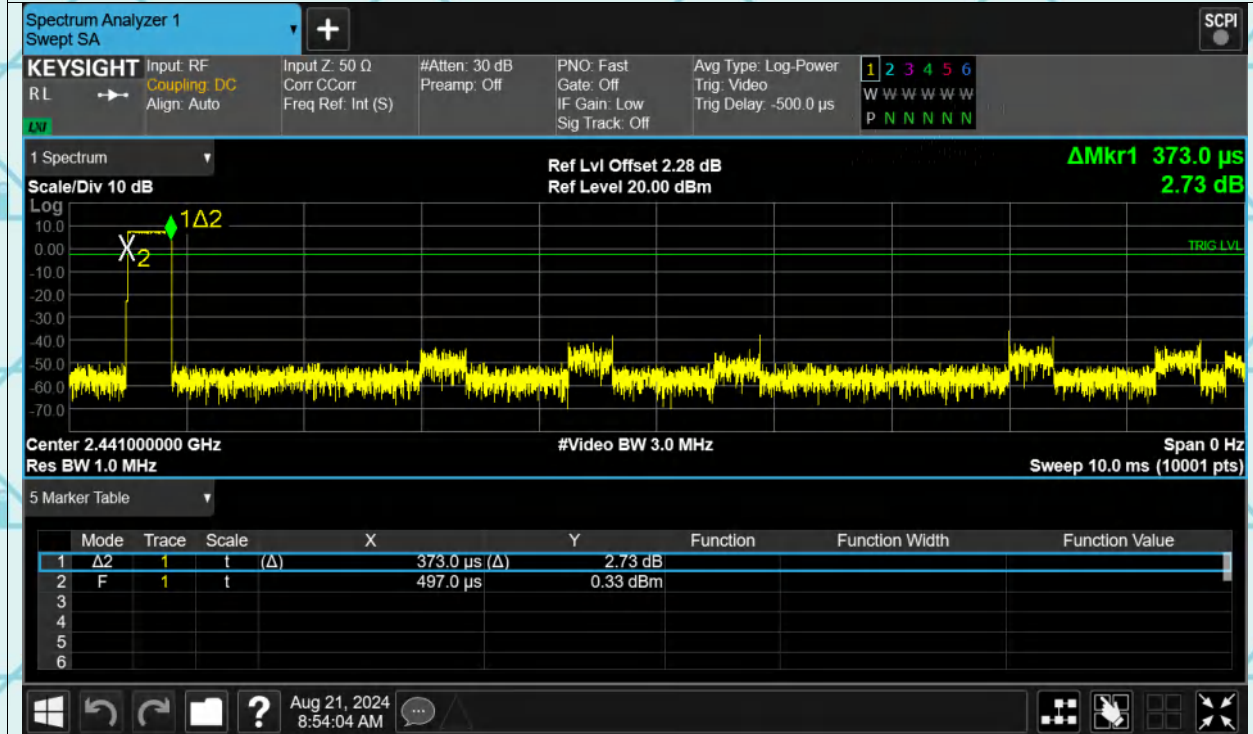 Spectrum Analyzer 1
Swept SA
+
SCPI
KEYSIGHT Input: RF Input Z: 50 Ω #Atten: 30 dB PNO: Fast Avg Type: Log-Power 1 2 3 4 5 6
RL Coupling: DC Corr CCorr Preamp: Off Gate: Off Trig: Video W W W W W W
Align: Auto Freq Ref: Int (S) IF Gain: Low Trig Delay: -500.0 µs P N N N N N
LXI Sig Track: Off
1 Spectrum Ref Lvl Offset 2.28 dB ΔMkr1 373.0 µs
Scale/Div 10 dB Ref Level 20.00 dBm 2.73 dB
Log
10.0 1Δ2
0.00 X2 TRIG LVL
-10.0
-20.0
-30.0
-40.0
-50.0
-60.0
-70.0
Center 2.441000000 GHz #Video BW 3.0 MHz Span 0 Hz
Res BW 1.0 MHz Sweep 10.0 ms (10001 pts)
5 Marker Table
Mode Trace Scale X Y Function Function Width Function Value
1 Δ2 1 t (Δ) 373.0 µs (Δ) 2.73 dB
2 F 1 t 497.0 µs 0.33 dBm
3
4
5
6
? Aug 21, 2024
8:54:04 AM